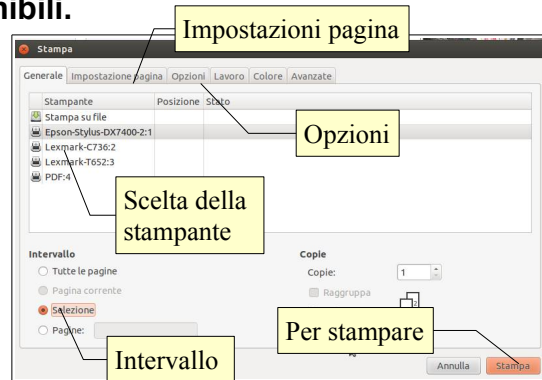 nibili.
Impostazioni pagina
Stampa
Generale Impostazione pagina Opzioni Lavoro Colore Avanzate
Stampante Posizione Stato
Stampa su file
Epson-Stylus-DX7400-2:1
Opzioni
Lexmark-C736:2
Lexmark-T652:3
PDF:4
Scelta della
stampante
Intervallo Copie
Tutte le pagine Copie: 1
Pagina corrente Raggruppa
Selezione
Pagine:
Per stampare
Intervallo
Annulla Stampa